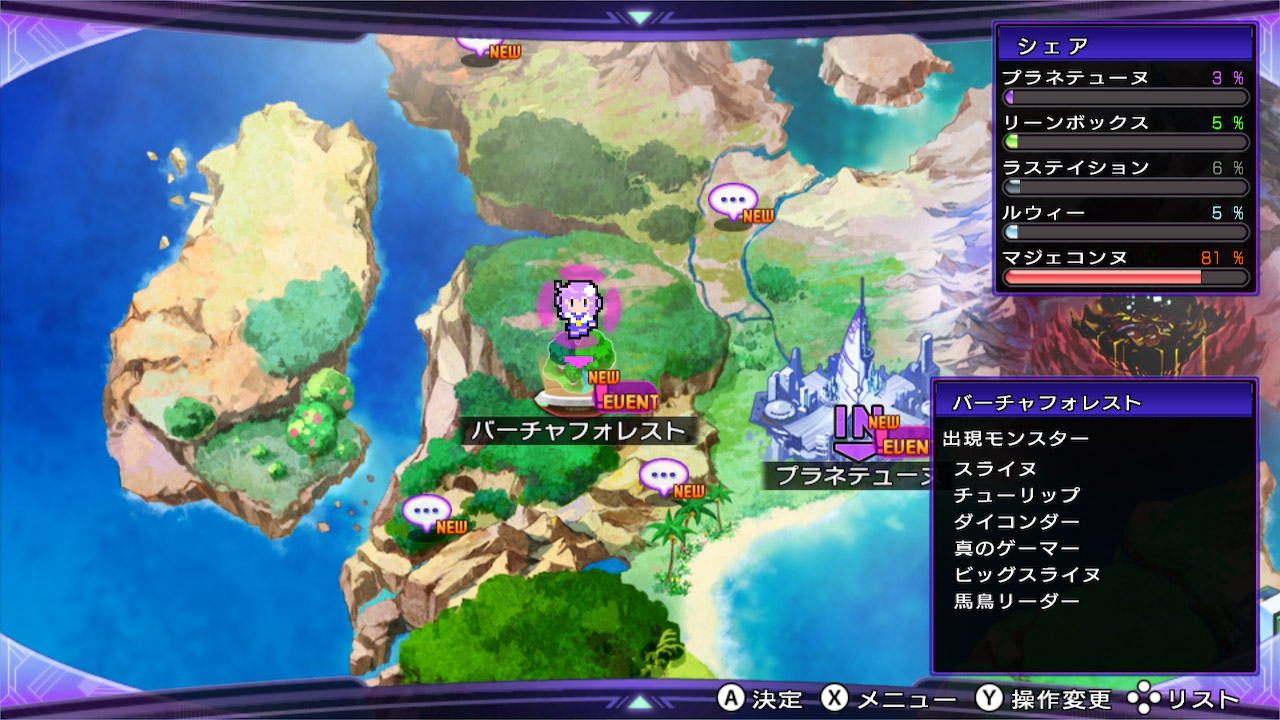 NEW
シェア
プラネテューヌ 3 %
リーンボックス 5 %
ラステイション 6 %
ルウィー 5 %
マジェコンヌ 81 %
NEW
NEW
EVENT
バーチャフォレスト
IN
NEW
EVEN
プラネテューヌ
NEW
NEW
バーチャフォレスト
出現モンスター
スライヌ
チューリップ
ダイコンダー
真のゲーマー
ビッグスライヌ
馬鳥リーダー
A 決定 X メニュー Y 操作変更 リスト